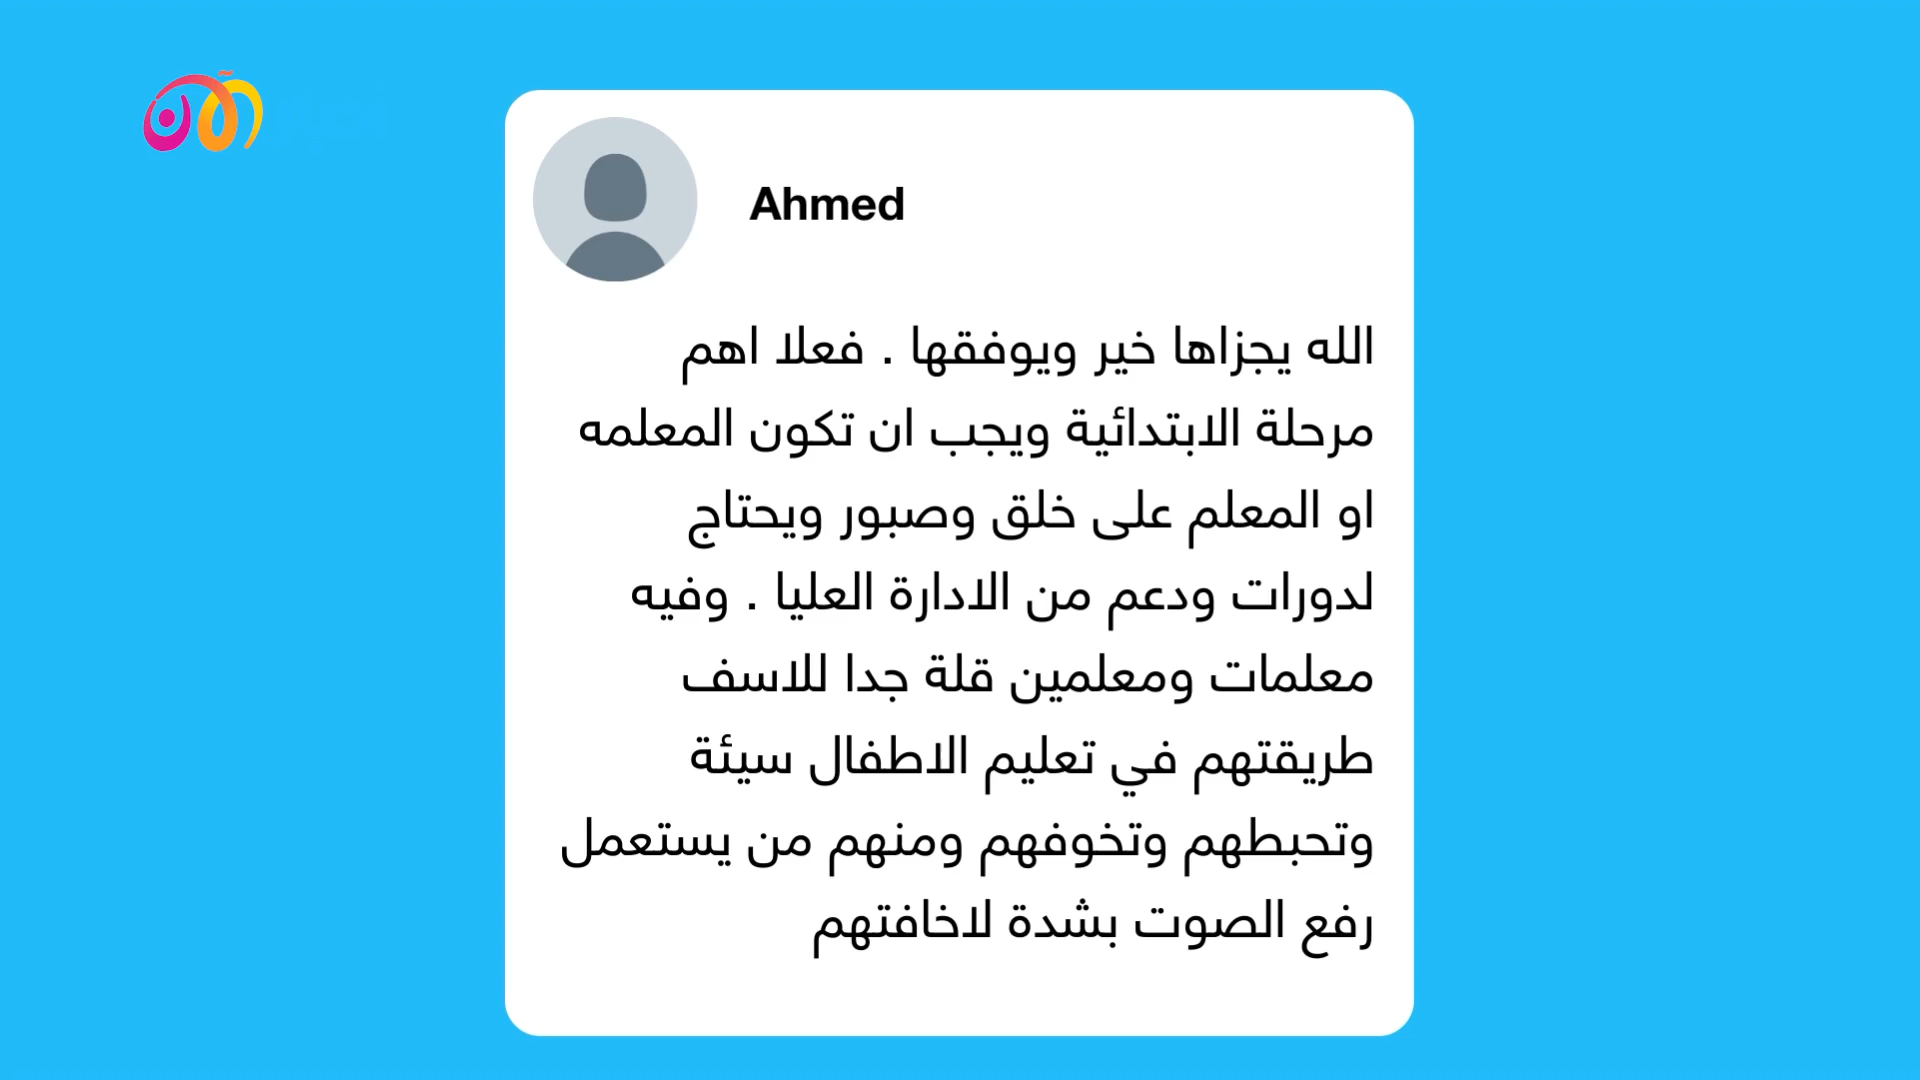 Ahmed
الله يجزاها خير ويوفقها . فعلا اهم
مرحلة الابتدائية ويجب ان تكون المعلمه
او المعلم على خلق وصبور ويحتاج
لدورات ودعم من الادارة العليا . وفيه
معلمات ومعلمين قلة جدا للاسف
طريقتهم في تعليم الاطفال سيئة
وتحبطهم وتخوفهم ومنهم من يستعمل
رفع الصوت بشدة لاخافتهم